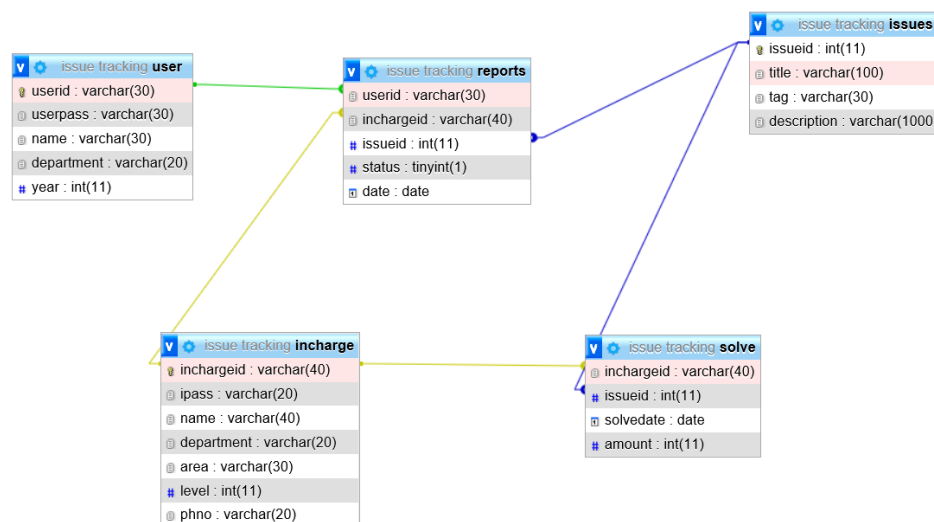 issue tracking user
userid : varchar(30)
userpass : varchar(30)
name : varchar(30)
department : varchar(20)
year : int(11)
issue tracking reports
userid : varchar(30)
inchargeid : varchar(40)
issueid : int(11)
status : tinyint(1)
date : date
issue tracking issues
issueid : int(11)
title : varchar(100)
tag : varchar(30)
description : varchar(1000
issue tracking incharge
inchargeid : varchar(40)
ipass : varchar(20)
name : varchar(40)
department : varchar(20)
area : varchar(30)
level : int(11)
phno : varchar(20)
issue tracking solve
inchargeid : varchar(40)
issueid : int(11)
solvedate : date
amount : int(11)